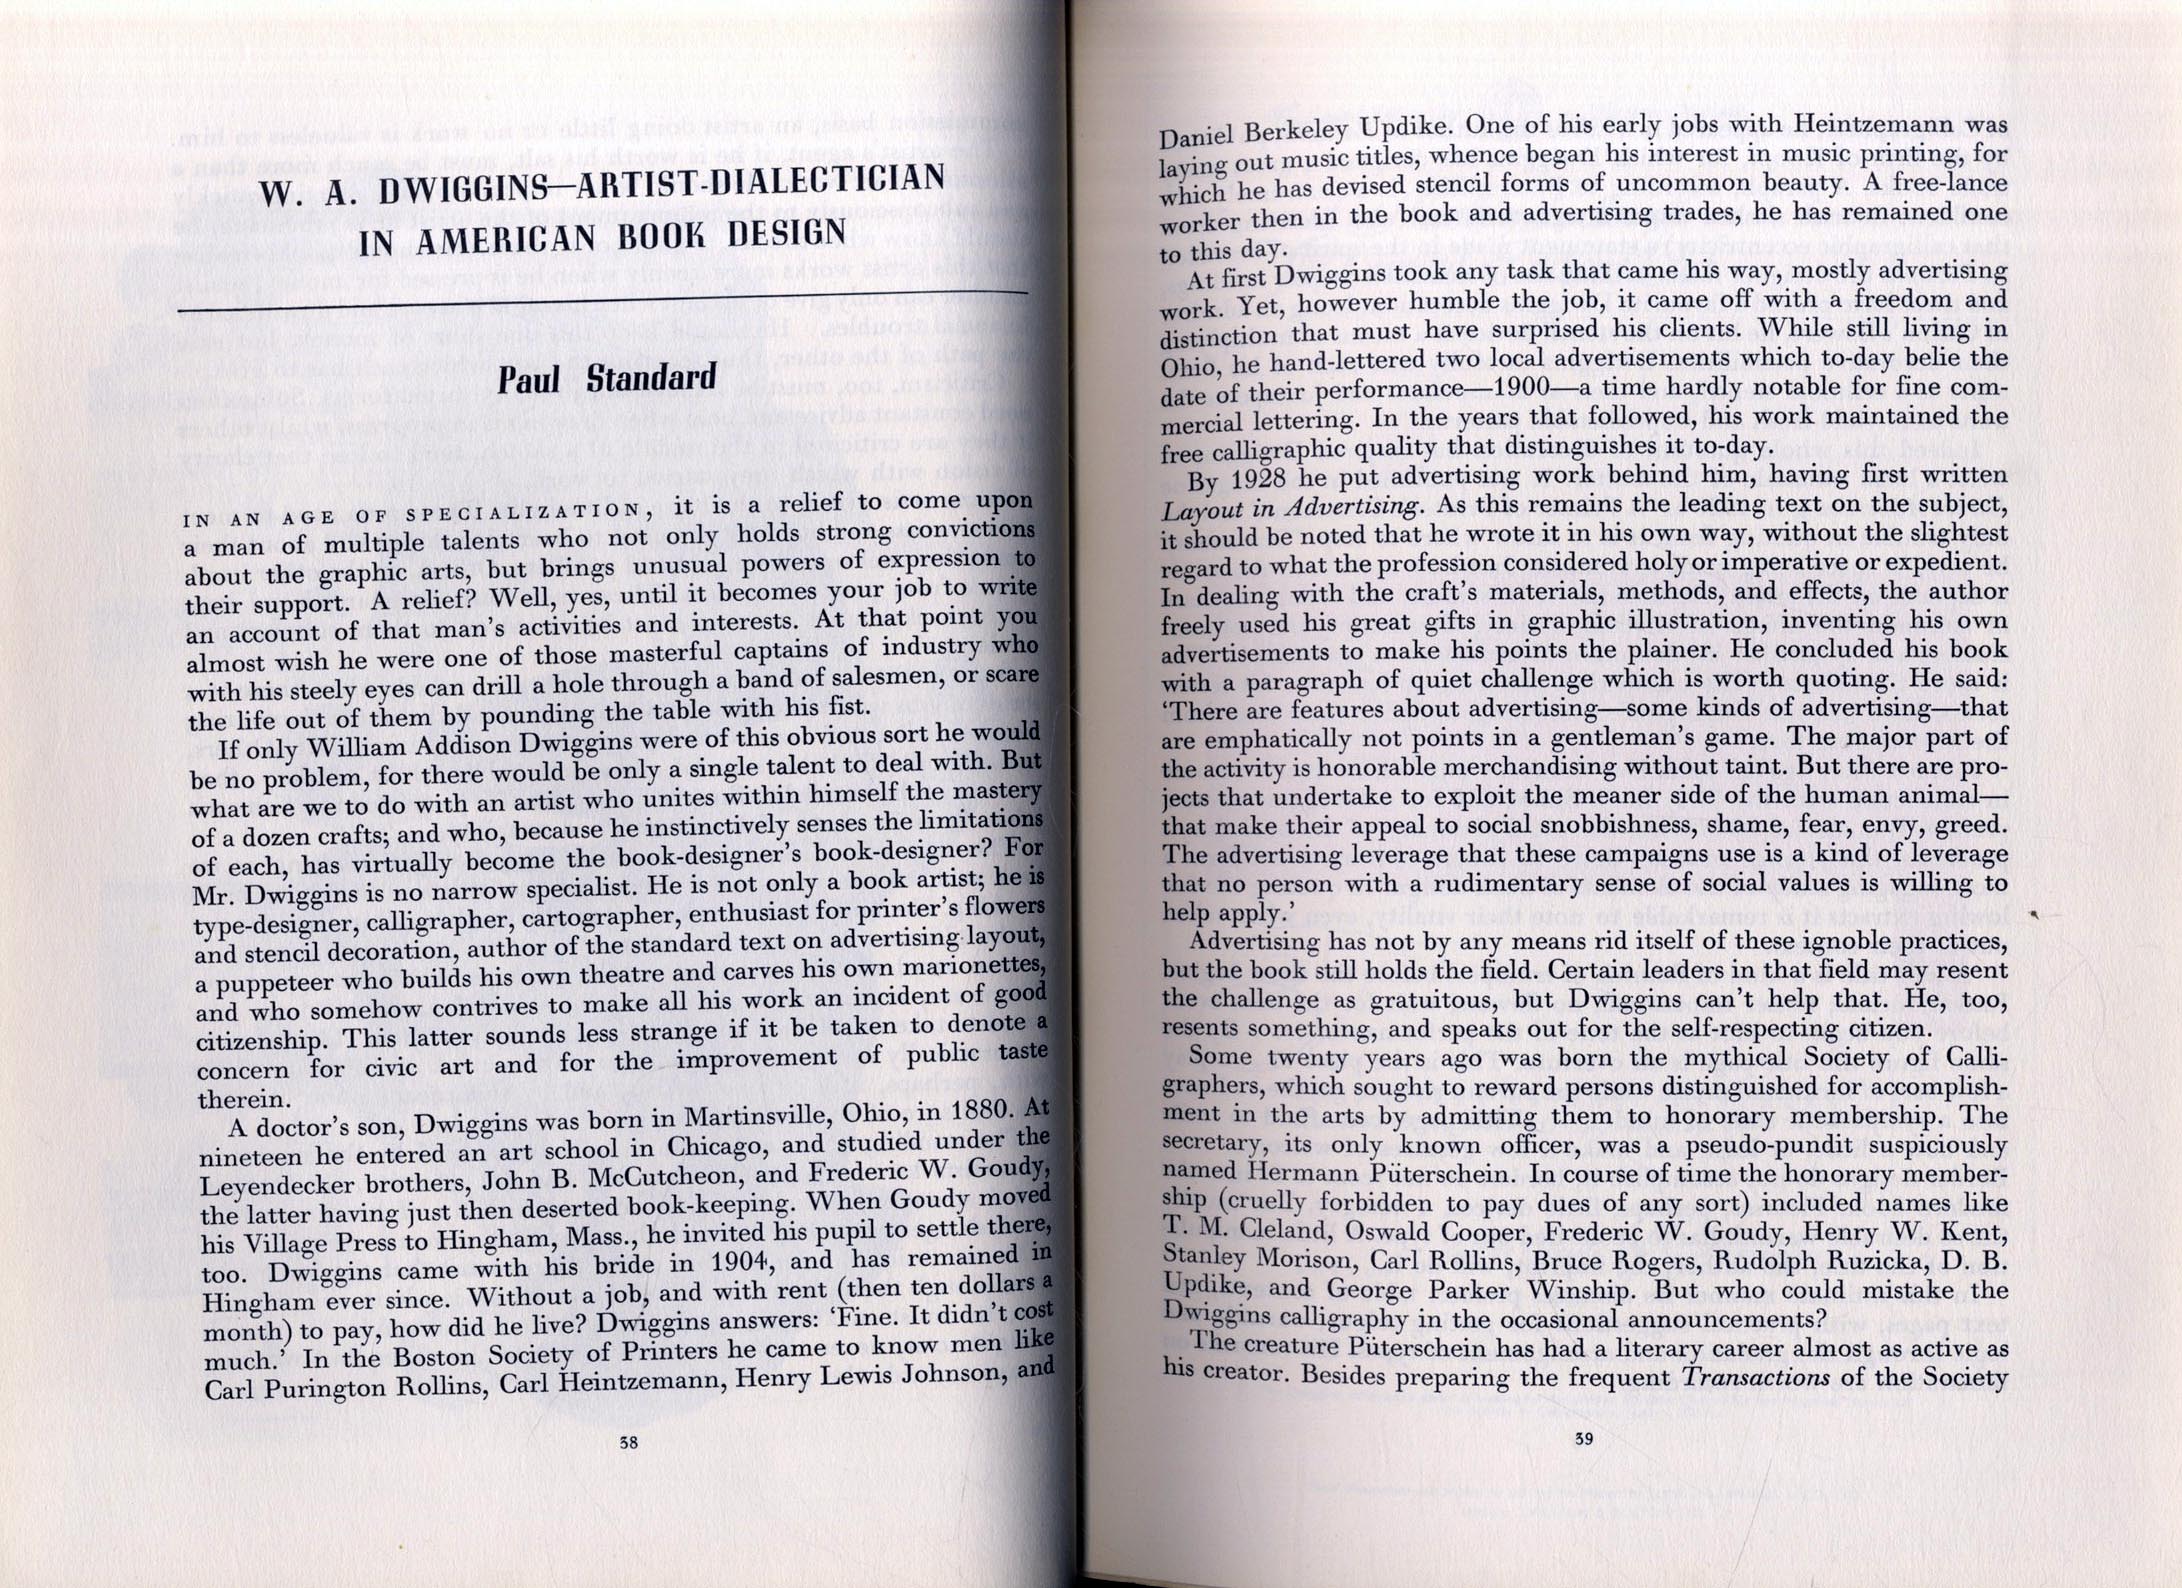 W. A. DWIGGINS—ARTIST-DIALECTICIAN
IN AMERICAN BOOK DESIGN
Paul Standard
IN AN AGE OF SPECIALIZATION, it is a relief to come upon
a man of multiple talents who not only holds strong convictions
about the graphic arts, but brings unusual powers of expression to
their support. A relief? Well, yes, until it becomes your job to write
an account of that man's activities and interests. At that point you
almost wish he were one of those masterful captains of industry who
with his steely eyes can drill a hole through a band of salesmen, or scare
the life out of them by pounding the table with his fist.
If only William Addison Dwiggins were of this obvious sort he would
be no problem, for there would be only a single talent to deal with. But
what are we to do with an artist who unites within himself the mastery
of a dozen crafts; and who, because he instinctively senses the limitations
of each, has virtually become the book-designer's book-designer? For
Mr. Dwiggins is no narrow specialist. He is not only a book artist; he is
type-designer, calligrapher, cartographer, enthusiast for printer's flowers
and stencil decoration, author of the standard text on advertising layout,
a puppeteer who builds his own theatre and carves his own marionettes,
and who somehow contrives to make all his work an incident of good
citizenship. This latter sounds less strange if it be taken to denote a
concern for civic art and for the improvement of public taste
therein.
A doctor's son, Dwiggins was born in Martinsville, Ohio, in 1880. At
nineteen he entered an art school in Chicago, and studied under the
Leyendecker brothers, John B. McCutcheon, and Frederic W. Goudy,
the latter having just then deserted book-keeping. When Goudy moved
his Village Press to Hingham, Mass., he invited his pupil to settle there,
too. Dwiggins came with his bride in 1904, and has remained in
Hingham ever since. Without a job, and with rent (then ten dollars a
month) to pay, how did he live? Dwiggins answers: 'Fine. It didn't cost
much.' In the Boston Society of Printers he came to know men like
Carl Purington Rollins, Carl Heintzemann, Henry Lewis Johnson, and
38
Daniel Berkeley Updike. One of his early jobs with Heintzemann was
laying out music titles, whence began his interest in music printing, for
which he has devised stencil forms of uncommon beauty. A free-lance
worker then in the book and advertising trades, he has remained one
to this day.
At first Dwiggins took any task that came his way, mostly advertising
work. Yet, however humble the job, it came off with a freedom and
distinction that must have surprised his clients. While still living in
Ohio, he hand-lettered two local advertisements which to-day belie the
date of their performance—1900—a time hardly notable for fine com-
mercial lettering. In the years that followed, his work maintained the
free calligraphic quality that distinguishes it to-day.
By 1928 he put advertising work behind him, having first written
Layout in Advertising. As this remains the leading text on the subject,
it should be noted that he wrote it in his own way, without the slightest
regard to what the profession considered holy or imperative or expedient.
In dealing with the craft's materials, methods, and effects, the author
freely used his great gifts in graphic illustration, inventing his own
advertisements to make his points the plainer. He concluded his book
with a paragraph of quiet challenge which is worth quoting. He said:
'There are features about advertising—some kinds of advertising—that
are emphatically not points in a gentleman's game. The major part of
the activity is honorable merchandising without taint. But there are pro-
jects that undertake to exploit the meaner side of the human animal—
that make their appeal to social snobbishness, shame, fear, envy, greed.
The advertising leverage that these campaigns use is a kind of leverage
that no person with a rudimentary sense of social values is willing to
help apply.'
Advertising has not by any means rid itself of these ignoble practices,
but the book still holds the field. Certain leaders in that field may resent
the challenge as gratuitous, but Dwiggins can't help that. He, too,
resents something, and speaks out for the self-respecting citizen.
Some twenty years ago was born the mythical Society of Calli-
graphers, which sought to reward persons distinguished for accomplish-
ment in the arts by admitting them to honorary membership. The
secretary, its only known officer, was a pseudo-pundit suspiciously
named Hermann Püterschein. In course of time the honorary member-
ship (cruelly forbidden to pay dues of any sort) included names like
T. M. Cleland, Oswald Cooper, Frederic W. Goudy, Henry W. Kent,
Stanley Morison, Carl Rollins, Bruce Rogers, Rudolph Ruzicka, D. B.
Updike, and George Parker Winship. But who could mistake the
Dwiggins calligraphy in the occasional announcements?
The creature Püterschein has had a literary career almost as active as
his creator. Besides preparing the frequent Transactions of the Society
39